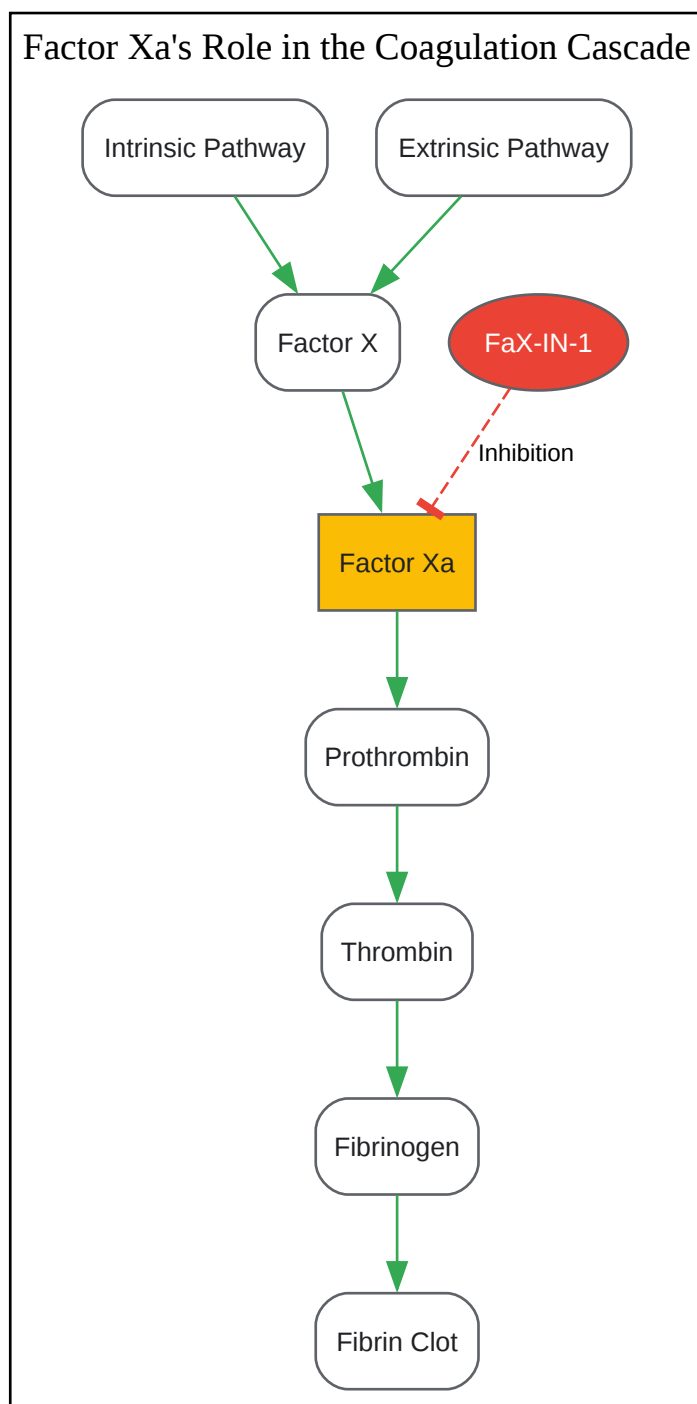 Factor Xa's Role in the Coagulation Cascade
Intrinsic Pathway
Extrinsic Pathway
Factor X
FaX-IN-1
Inhibition
Factor Xa
Prothrombin
Thrombin
Fibrinogen
Fibrin Clot